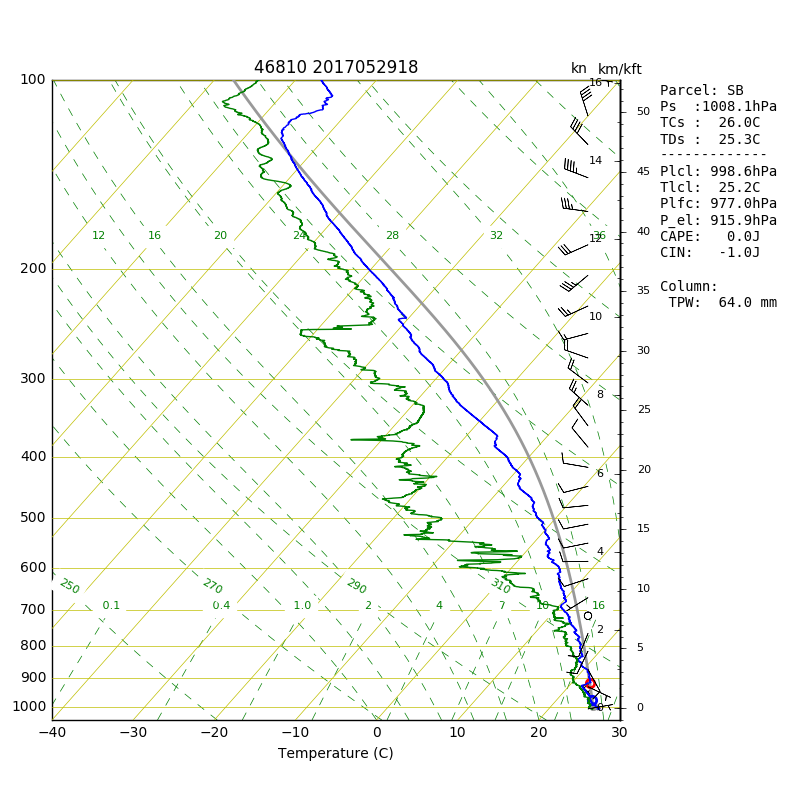 46810 2017052918
kn km/kft
Parcel: SB
Ps  :1008.1hPa
TCs :  26.0C
TDs :  25.3C
-------------
Plcl: 998.6hPa
Tlcl:  25.2C
Plfc: 977.0hPa
P_el: 915.9hPa
CAPE:   0.0J
CIN:   -1.0J
Column:
TPW:  64.0 mm
100
200
300
400
500
600
700
800
900
1000
12 16 20 24 28 32 36
250 270 290 310
0.1 0.4 1.0 2 4 7 10 16
16
14
12
10
8
6
4
2
0
50
45
40
35
30
25
20
15
10
5
0
−40 −30 −20 −10 0 10 20 30
Temperature (C)